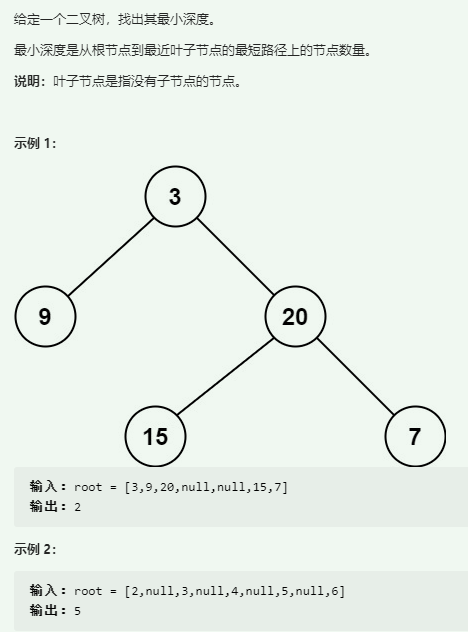 给定一个二叉树，找出其最小深度。
最小深度是从根节点到最近叶子节点的最短路径上的节点数量。
说明：叶子节点是指没有子节点的节点。
示例 1：
3
9
20
15
7
输入：root = [3,9,20,null,null,15,7]
输出：2
示例 2：
输入：root = [2,null,3,null,4,null,5,null,6]
输出：5